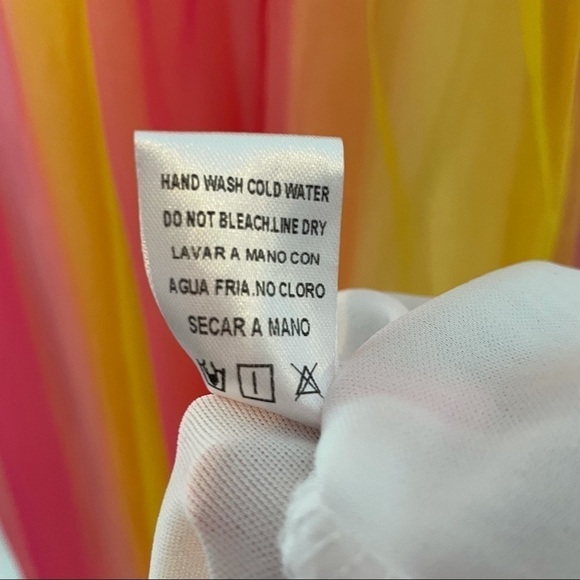 HAND WASH COLD WATER
DO NOT BLEACH.LINE DRY
LAVAR A MANO CON
AGUA FRIA.NO CLORO
SECAR A MANO